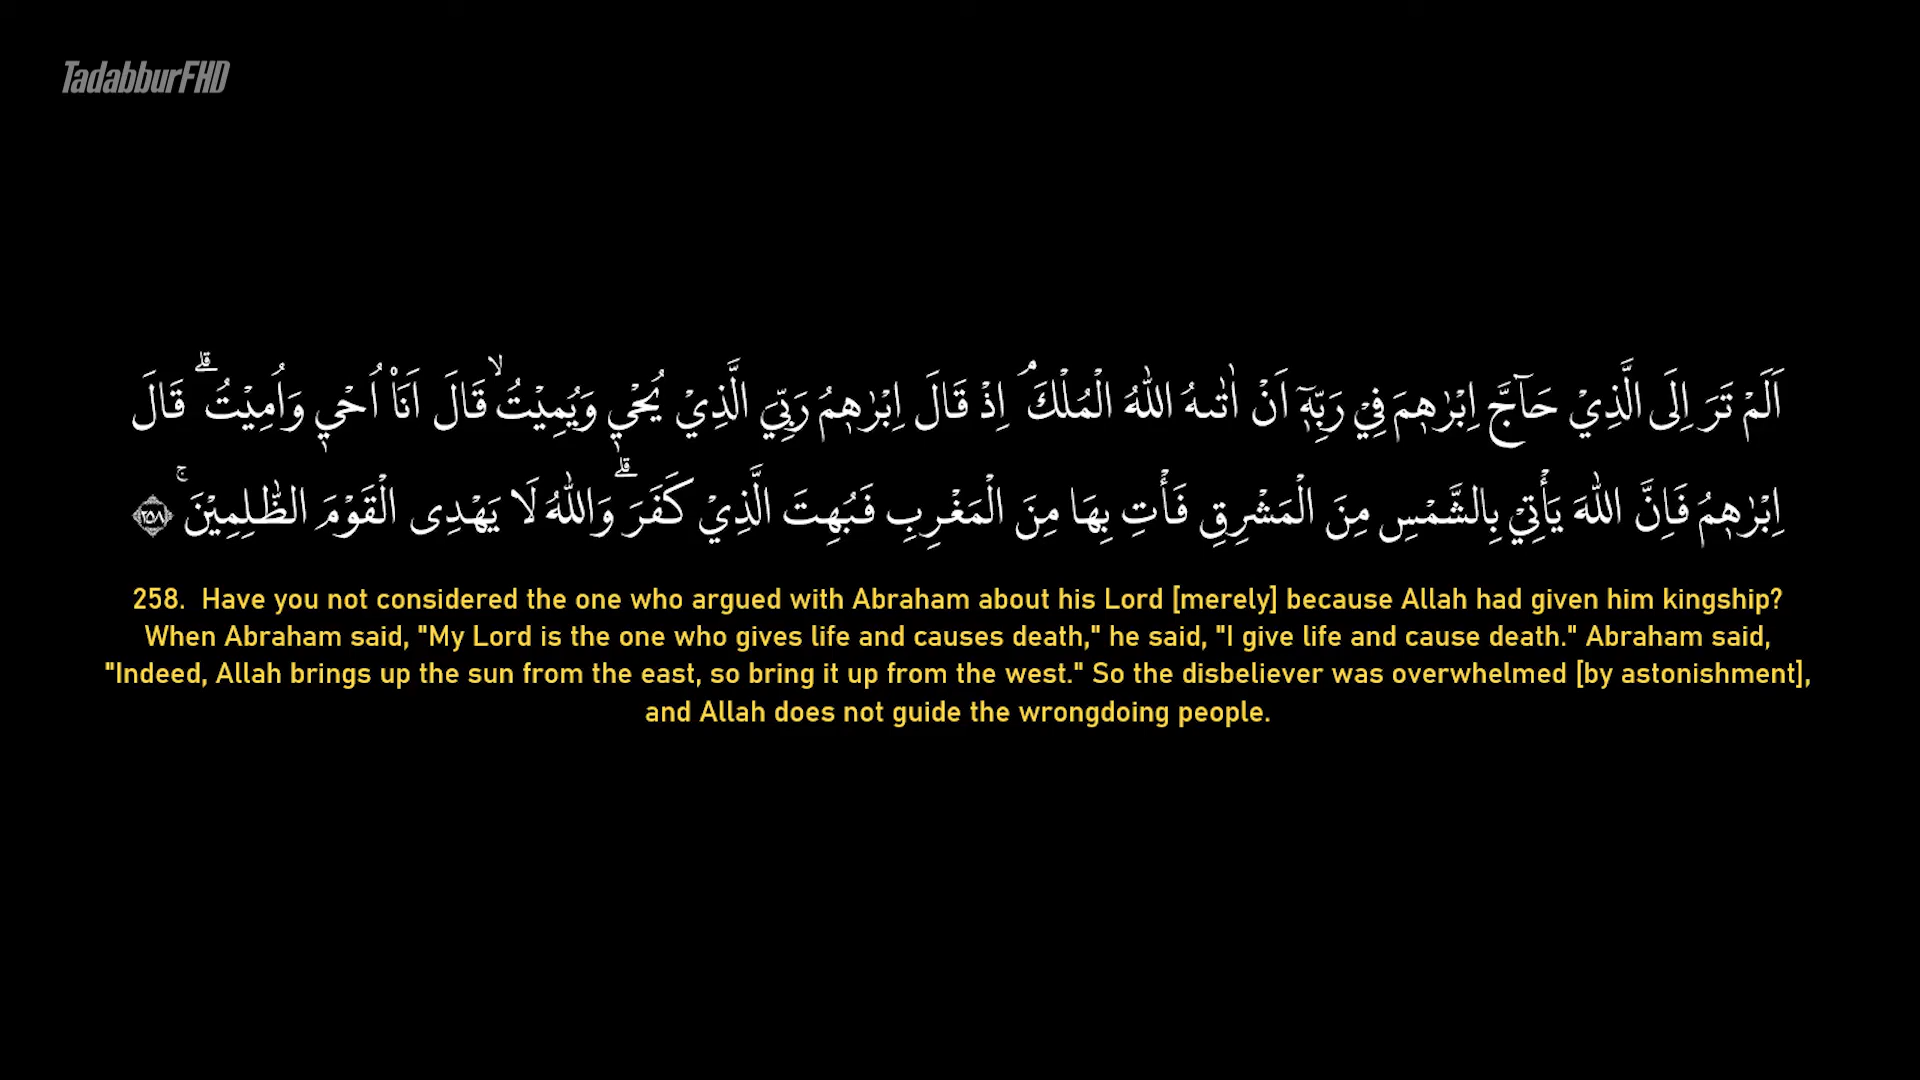 TadabburFHD
اَلَمْ تَرَ اِلَى الَّذِيْ حَاۤجَّ اِبْرٰهٖمَ فِيْ رَبِّهٖٓ اَنْ اٰتٰىهُ اللّٰهُ الْمُلْكَۘ اِذْ قَالَ اِبْرٰهٖمُ رَبِّيَ الَّذِيْ يُحْيٖ وَيُمِيْتُۙ قَالَ اَنَا۠ اُحْيٖ وَاُمِيْتُۗ قَالَ
اِبْرٰهٖمُ فَاِنَّ اللّٰهَ يَأْتِيْ بِالشَّمْسِ مِنَ الْمَشْرِقِ فَأْتِ بِهَا مِنَ الْمَغْرِبِ فَبُهِتَ الَّذِيْ كَفَرَۗ وَاللّٰهُ لَا يَهْدِى الْقَوْمَ الظّٰلِمِيْنَۚ ٢٥٨
258. Have you not considered the one who argued with Abraham about his Lord [merely] because Allah had given him kingship?
When Abraham said, "My Lord is the one who gives life and causes death," he said, "I give life and cause death." Abraham said,
"Indeed, Allah brings up the sun from the east, so bring it up from the west." So the disbeliever was overwhelmed [by astonishment],
and Allah does not guide the wrongdoing people.